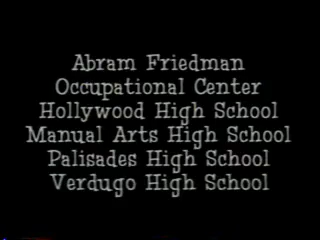 Abram Friedman
Occupational Center
Hollywood High School
Manual Arts High School
Palisades High School
Verdugo High School